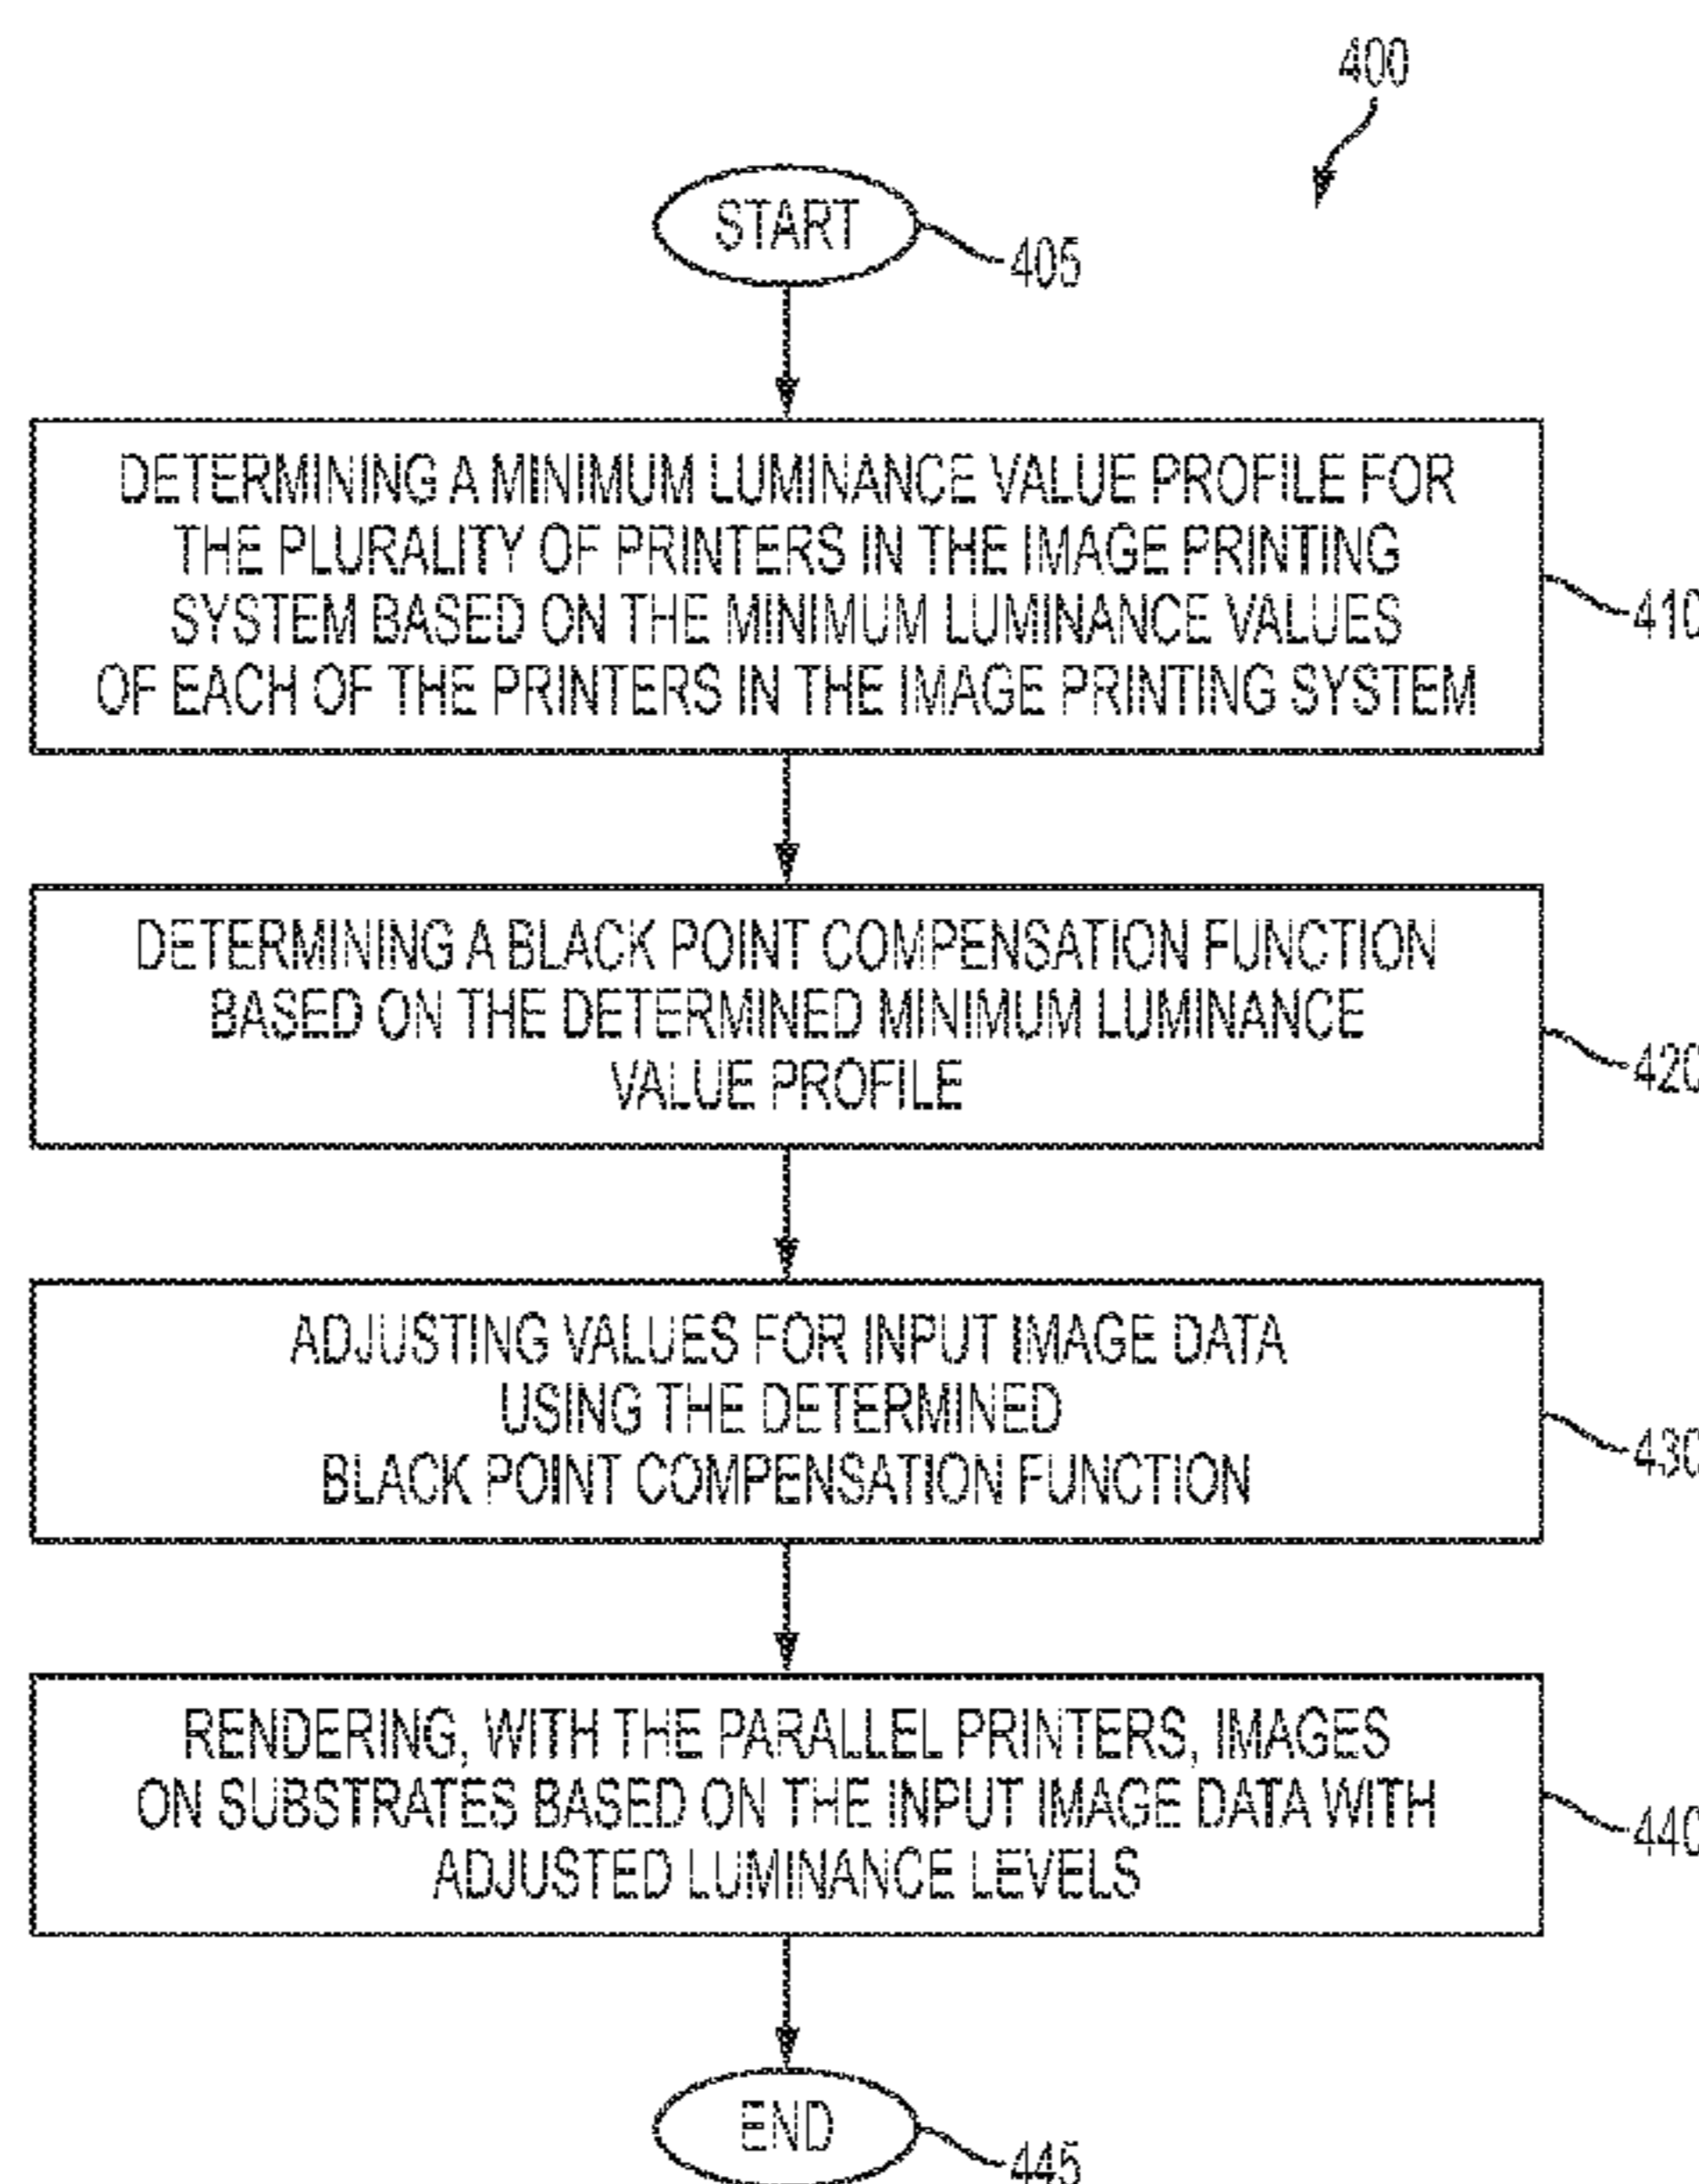 400
START
405
DETERMINING A MINIMUM LUMINANCE VALUE PROFILE FOR
THE PLURALITY OF PRINTERS IN THE IMAGE PRINTING
SYSTEM BASED ON THE MINIMUM LUMINANCE VALUES
OF EACH OF THE PRINTERS IN THE IMAGE PRINTING SYSTEM
410
DETERMINING A BLACK POINT COMPENSATION FUNCTION
BASED ON THE DETERMINED MINIMUM LUMINANCE
VALUE PROFILE
420
ADJUSTING VALUES FOR INPUT IMAGE DATA
USING THE DETERMINED
BLACK POINT COMPENSATION FUNCTION
430
RENDERING, WITH THE PARALLEL PRINTERS, IMAGES
ON SUBSTRATES BASED ON THE INPUT IMAGE DATA WITH
ADJUSTED LUMINANCE LEVELS
440
END
445